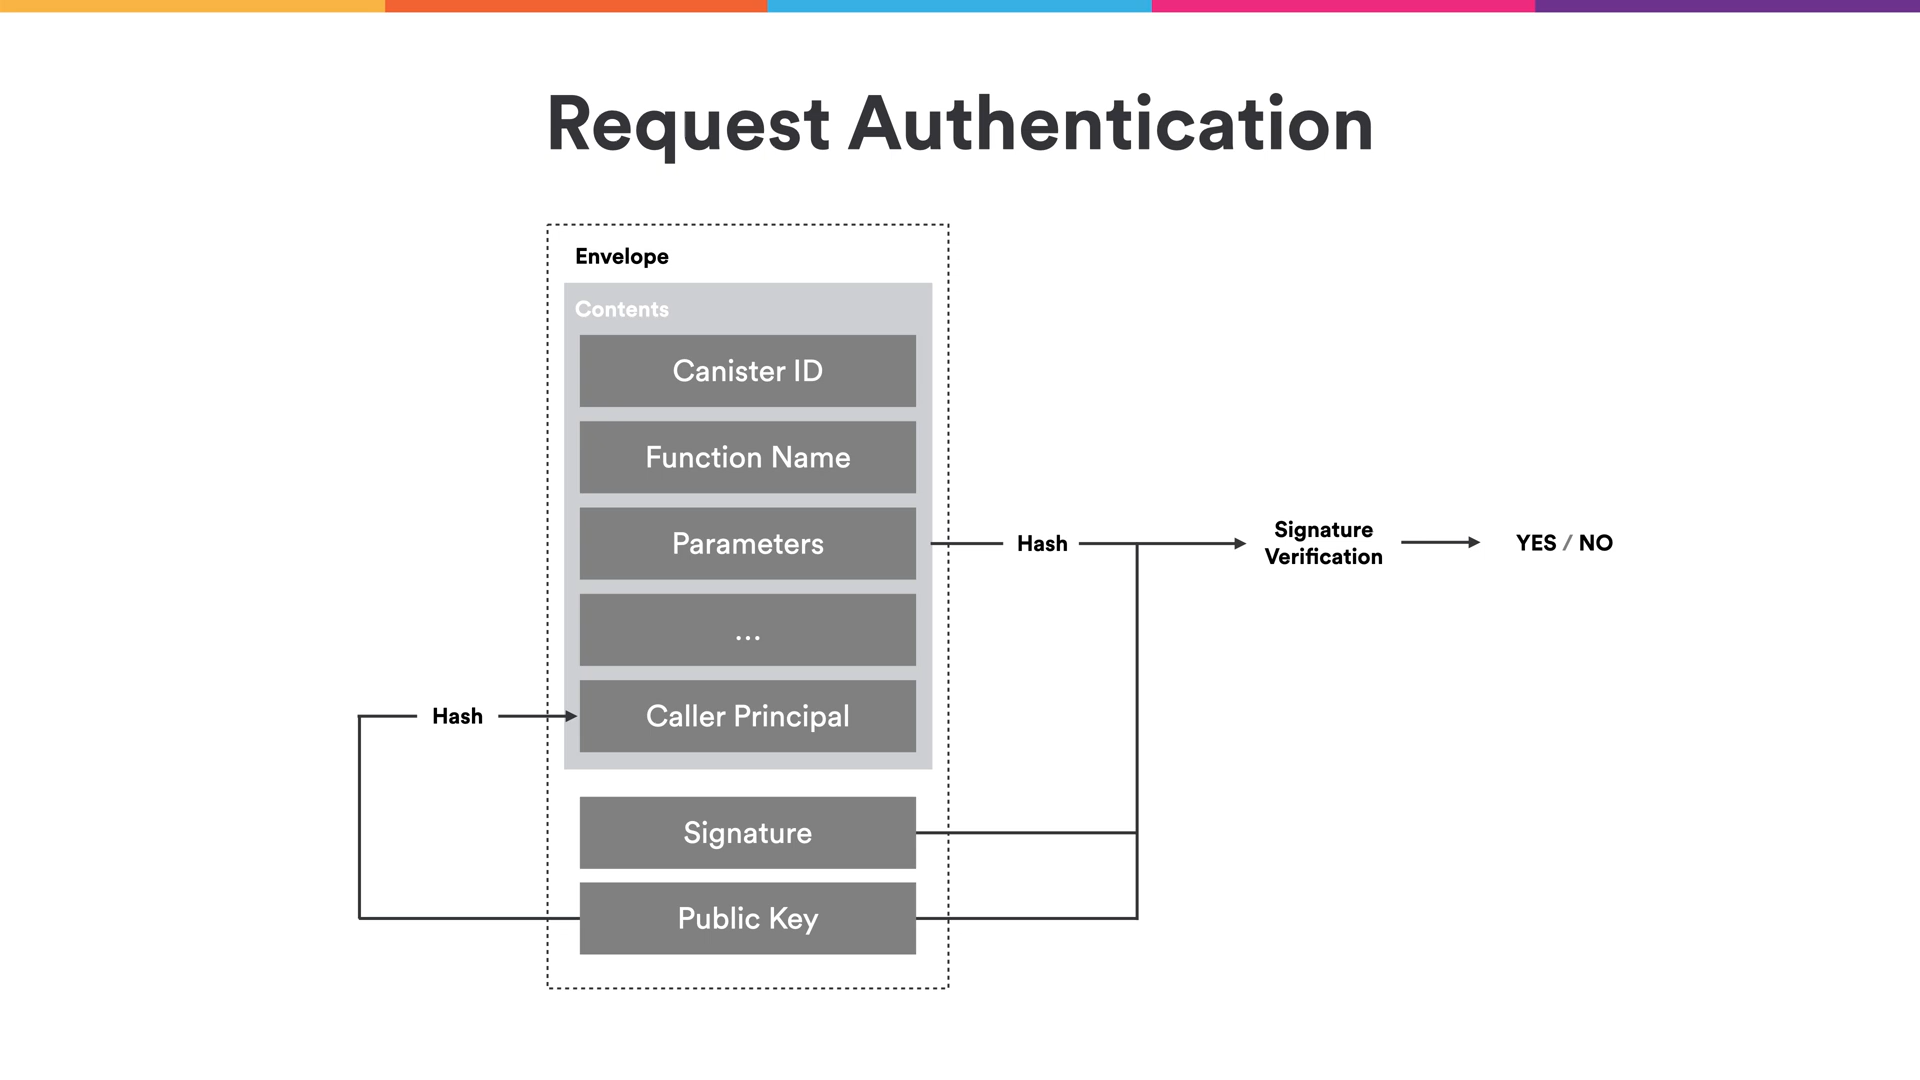 Request Authentication
Envelope
Contents
Canister ID
Function Name
Parameters
Hash
Signature
Verification
YES / NO
...
Hash
Caller Principal
Signature
Public Key